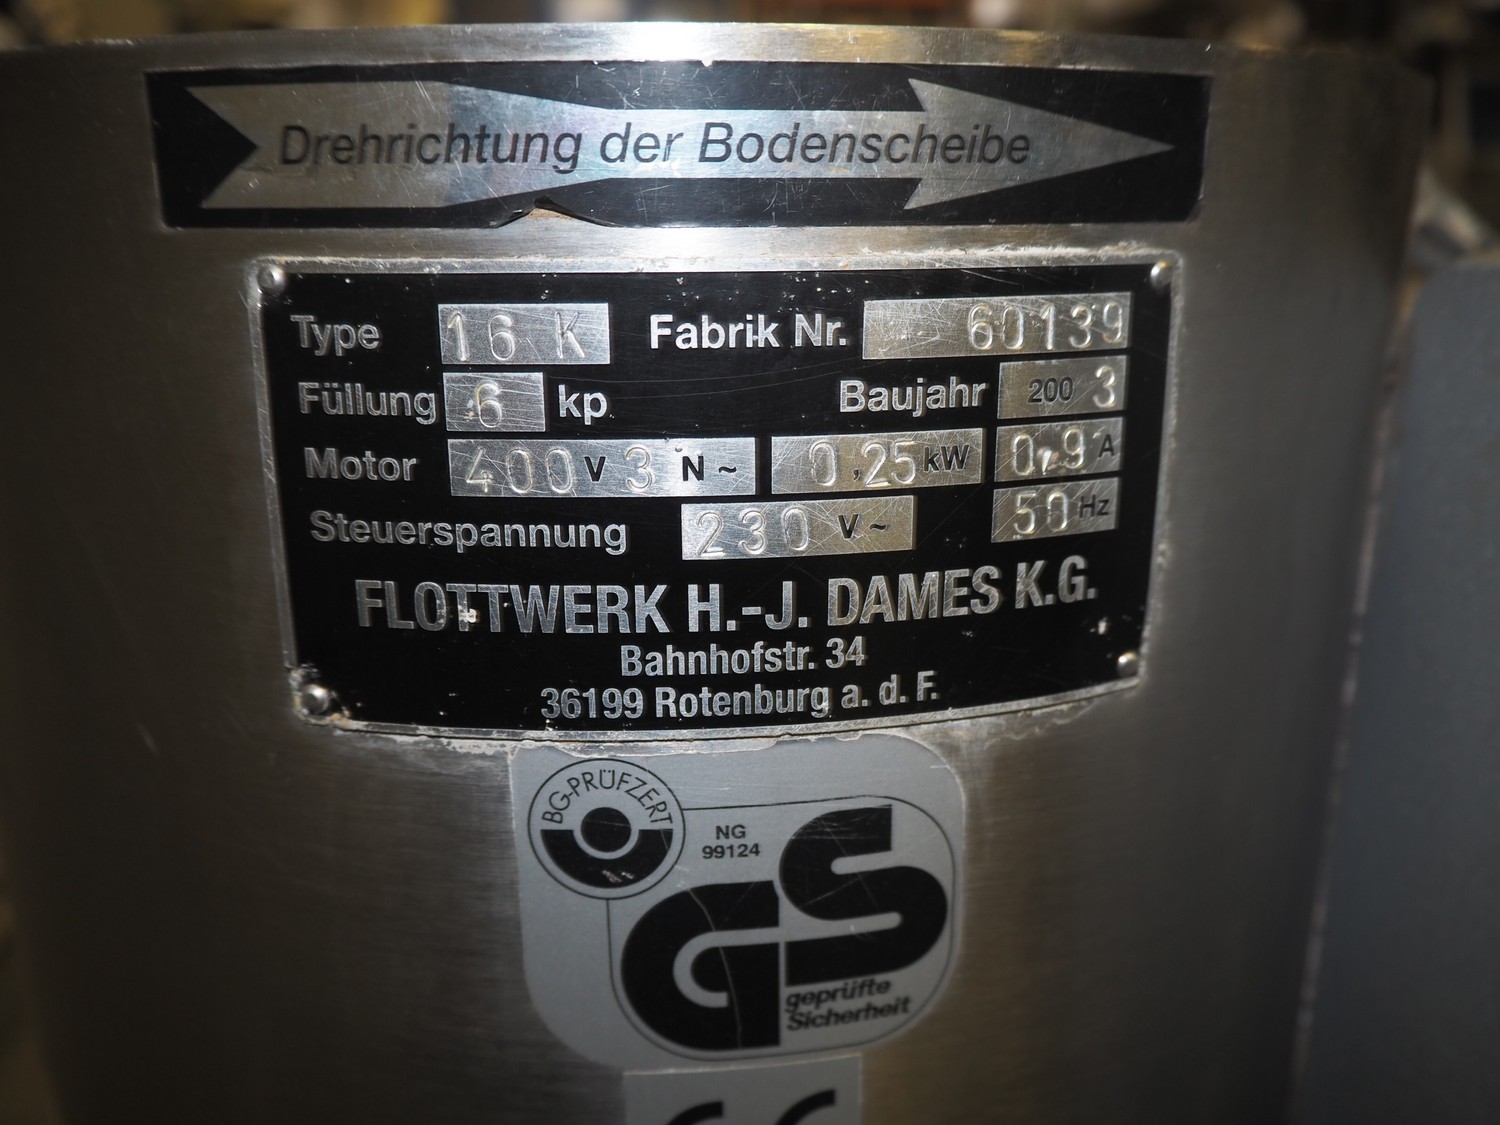 Drehrichtung der Bodenscheibe
Type 16 K Fabrik Nr. 60139
Füllung 6 kp Baujahr 2003
Motor 400 V 3 N~ 0,25 kW 0,9 A
Steuerspannung 230 V~ 50 Hz
FLOTTWERK H.-J. DAMES K.G.
Bahnhofstr. 34
36199 Rotenburg a. d. F.
BG-PRÜFZERT
NG
99124
GS
geprüfte
Sicherheit
CE